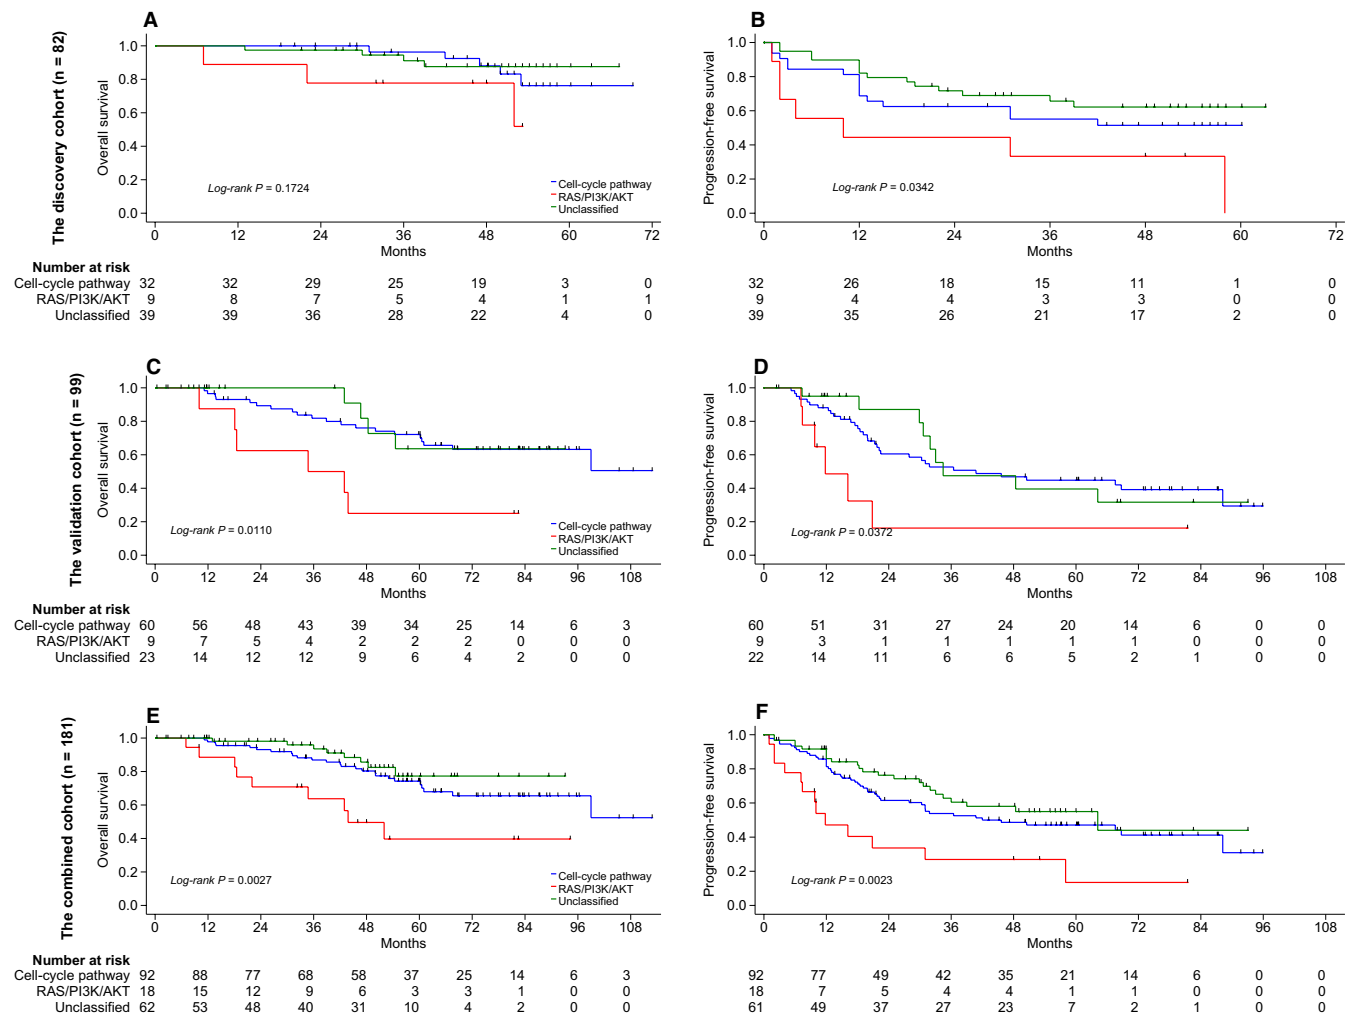 A
B
The discovery cohort (n = 82)
Overall survival
1.0
0.8
0.6
0.4
0.2
0.0
Log-rank P = 0.1724
Cell-cycle pathway
RAS/PI3K/AKT
Unclassified
0 12 24 36 48 60 72
Months
Progression-free survival
1.0
0.8
0.6
0.4
0.2
0.0
Log-rank P = 0.0342
0 12 24 36 48 60 72
Months
Number at risk
Cell-cycle pathway 32 32 29 25 19 3 0
RAS/PI3K/AKT 9 8 7 5 4 1 1
Unclassified 39 39 36 28 22 4 0
32 26 18 15 11 1 0
9 4 4 3 3 0 0
39 35 26 21 17 2 0
C
D
The validation cohort (n = 99)
Overall survival
1.0
0.8
0.6
0.4
0.2
0.0
Log-rank P = 0.0110
Cell-cycle pathway
RAS/PI3K/AKT
Unclassified
0 12 24 36 48 60 72 84 96 108
Months
Progression-free survival
1.0
0.8
0.6
0.4
0.2
0.0
Log-rank P = 0.0372
0 12 24 36 48 60 72 84 96 108
Months
Number at risk
Cell-cycle pathway 60 56 48 43 39 34 25 14 6 3
RAS/PI3K/AKT 9 7 5 4 2 2 2 0 0 0
Unclassified 23 14 12 12 9 6 4 2 0 0
60 51 31 27 24 20 14 6 0 0
9 3 1 1 1 1 1 0 0 0
22 14 11 6 6 5 2 1 0 0
E
F
The combined cohort (n = 181)
Overall survival
1.0
0.8
0.6
0.4
0.2
0.0
Log-rank P = 0.0027
Cell-cycle pathway
RAS/PI3K/AKT
Unclassified
0 12 24 36 48 60 72 84 96 108
Months
Progression-free survival
1.0
0.8
0.6
0.4
0.2
0.0
Log-rank P = 0.0023
0 12 24 36 48 60 72 84 96 108
Months
Number at risk
Cell-cycle pathway 92 88 77 68 58 37 25 14 6 3
RAS/PI3K/AKT 18 15 12 9 6 3 3 1 0 0
Unclassified 62 53 48 40 31 10 4 2 0 0
92 77 49 42 35 21 14 6 0 0
18 7 5 4 4 1 1 0 0 0
61 49 37 27 23 7 2 1 0 0